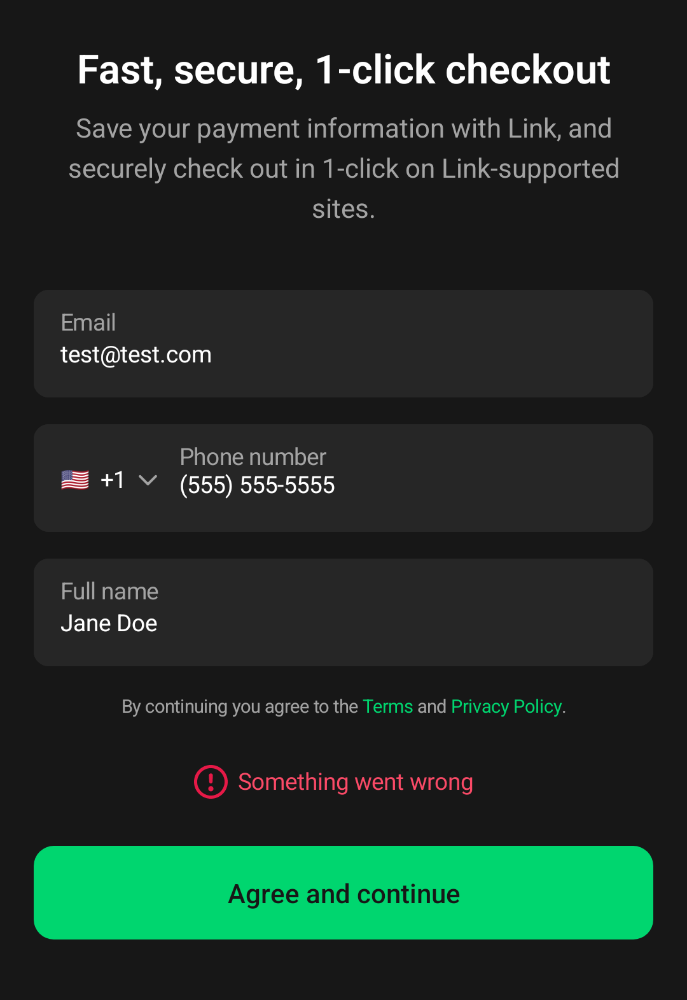 Fast, secure, 1-click checkout
Save your payment information with Link, and
securely check out in 1-click on Link-supported
sites.
Email
test@test.com
Phone number
+1 (555) 555-5555
Full name
Jane Doe
By continuing you agree to the Terms and Privacy Policy.
Something went wrong
Agree and continue